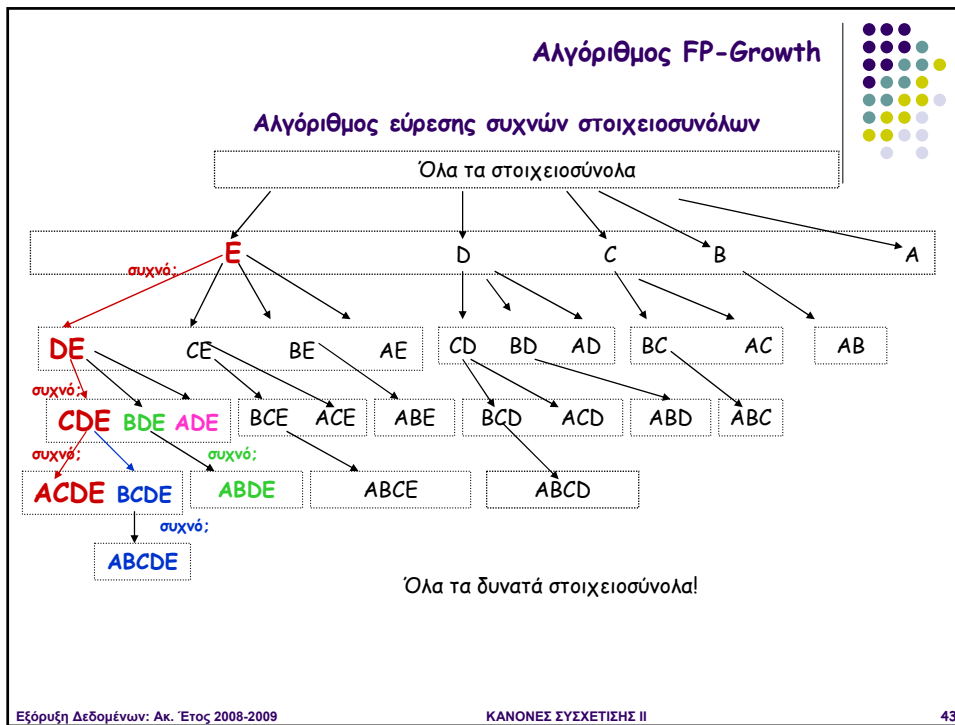 Αλγόριθμος FP-Growth
Αλγόριθμος εύρεσης συχνών στοιχειοσυνόλων
Όλα τα στοιχειοσύνολα
E D C B A
συχνό;
DE CE BE AE CD BD AD BC AC AB
συχνό;
CDE BDE ADE BCE ACE ABE BCD ACD ABD ABC
συχνό; συχνό;
ACDE BCDE ABDE ABCE ABCD
συχνό;
ABCDE
Όλα τα δυνατά στοιχειοσύνολα!
Εξόρυξη Δεδομένων: Ακ. Έτος 2008-2009 ΚΑΝΟΝΕΣ ΣΥΣΧΕΤΙΣΗΣ II 43